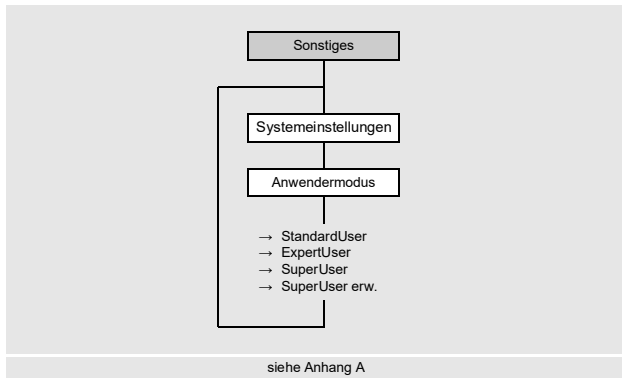 Sonstiges
Systemeinstellungen
Anwendermodus
→ StandardUser
→ ExpertUser
→ SuperUser
→ SuperUser erw.
siehe Anhang A